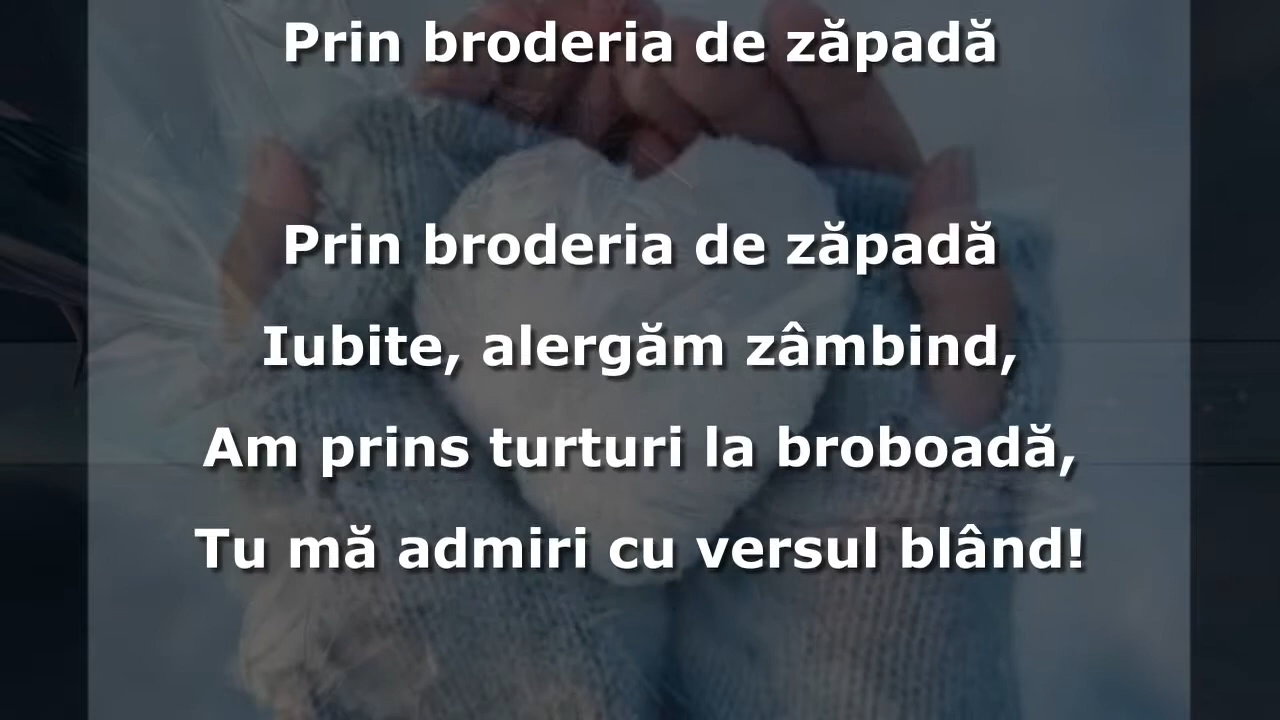 Prin broderia de zăpadă
Prin broderia de zăpadă
Iubite, alergăm zâmbind,
Am prins turturi la broboadă,
Tu mă admiri cu versul blând!